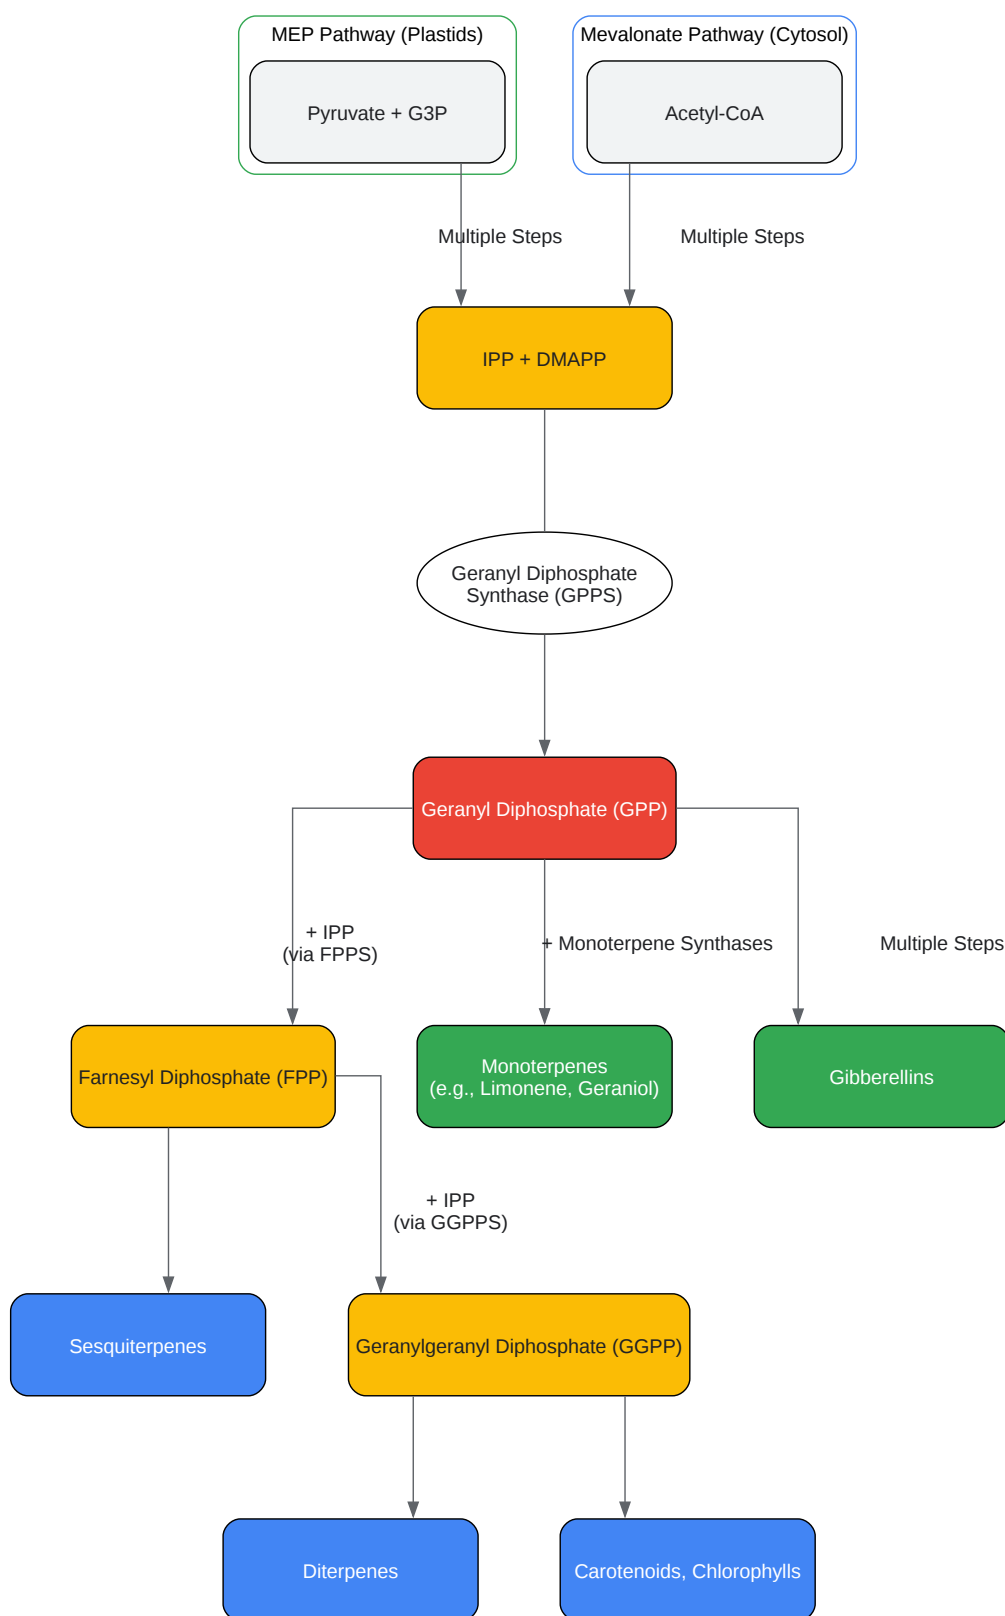 MEP Pathway (Plastids)
Mevalonate Pathway (Cytosol)
Pyruvate + G3P
Acetyl-CoA
Multiple Steps
Multiple Steps
IPP + DMAPP
Geranyl Diphosphate
Synthase (GPPS)
Geranyl Diphosphate (GPP)
+ IPP
(via FPPS)
+ Monoterpene Synthases
Multiple Steps
Farnesyl Diphosphate (FPP)
Monoterpenes
(e.g., Limonene, Geraniol)
Gibberellins
+ IPP
(via GGPPS)
Sesquiterpenes
Geranylgeranyl Diphosphate (GGPP)
Diterpenes
Carotenoids, Chlorophylls